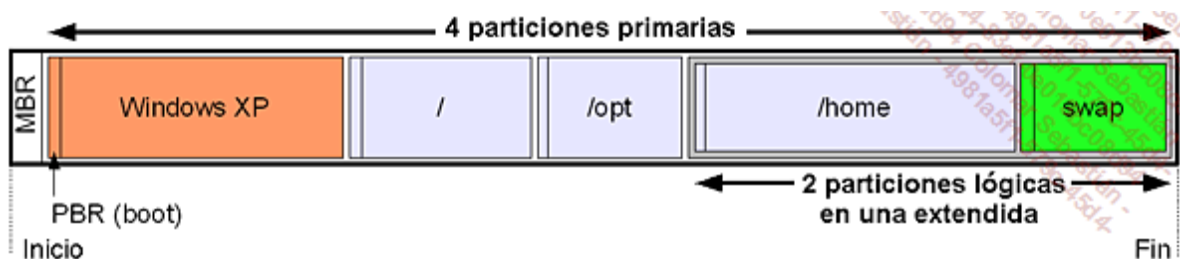 4 particiones primarias
MBR
Windows XP
/
/opt
/home
swap
2 particiones lógicas
en una extendida
PBR (boot)
Inicio
Fin